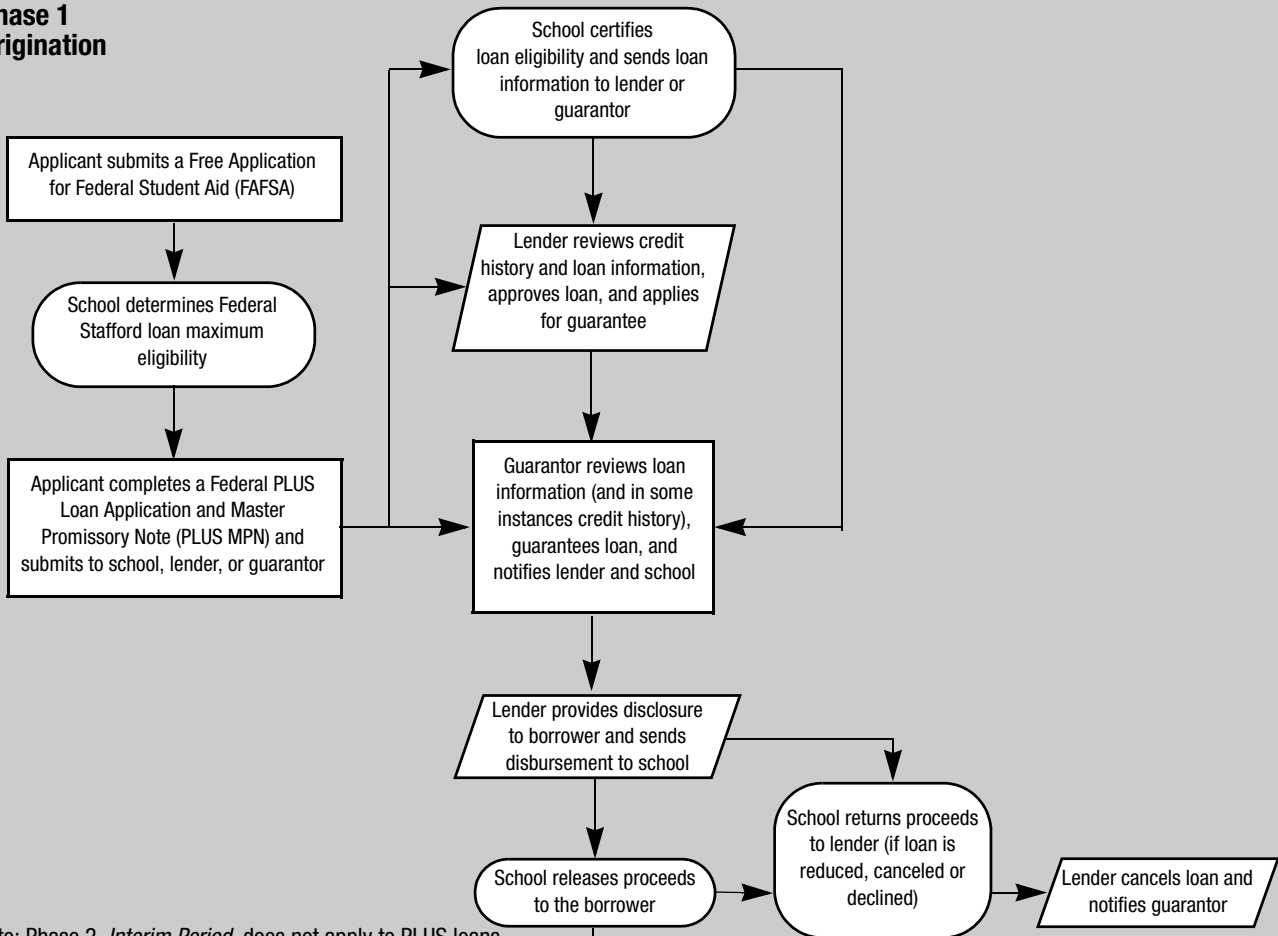 hase 1
rigination
School certifies
loan eligibility and sends loan
information to lender or
guarantor
Applicant submits a Free Application
for Federal Student Aid (FAFSA)
Lender reviews credit
history and loan information,
approves loan, and applies
for guarantee
School determines Federal
Stafford loan maximum
eligibility
Applicant completes a Federal PLUS
Loan Application and Master
Promissory Note (PLUS MPN) and
submits to school, lender, or guarantor
Guarantor reviews loan
information (and in some
instances credit history),
guarantees loan, and
notifies lender and school
Lender provides disclosure
to borrower and sends
disbursement to school
School returns proceeds
to lender (if loan is
reduced, canceled or
declined)
School releases proceeds
to the borrower
Lender cancels loan and
notifies guarantor
te: Phase 2, Interim Period, does not apply to PLUS loans